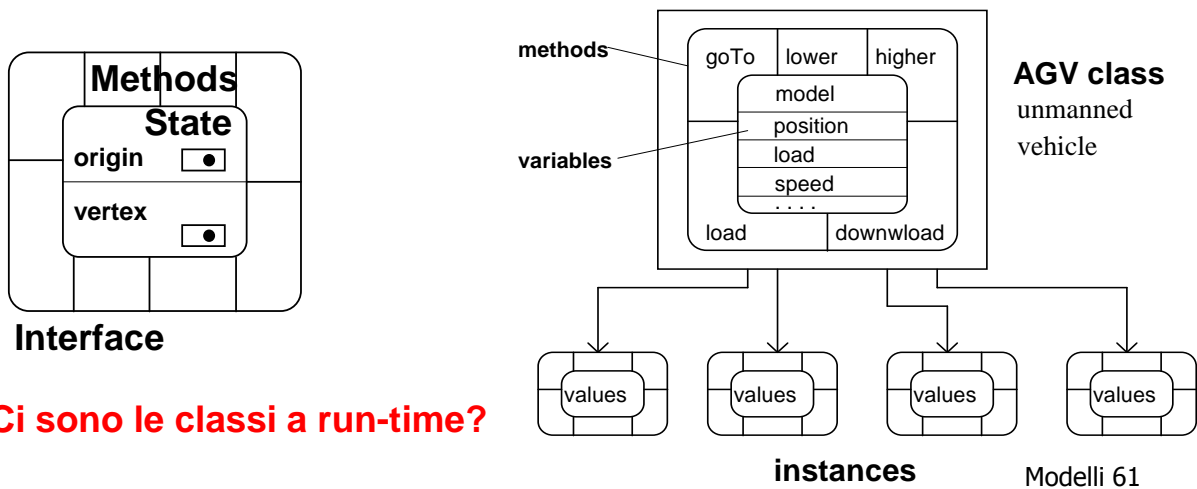 Methods
State
origin
vertex
Interface
Ci sono le classi a run-time?
methods
variables
goTo lower higher
model
position
load
speed
. . . .
load downwload
AGV class
unmanned
vehicle
values values values values
instances
Modelli 61